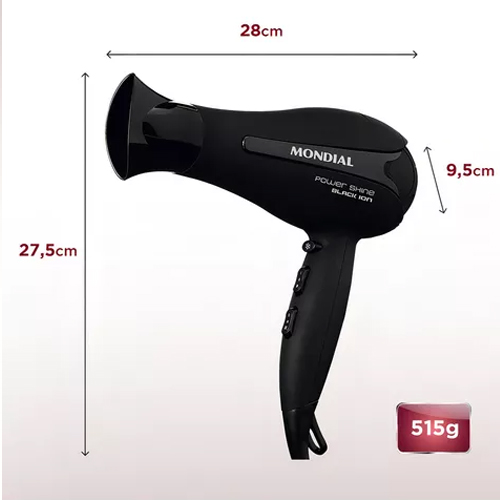 28cm
MONDIAL
POWER SHINE
BLACK ION
9,5cm
27,5cm
515g